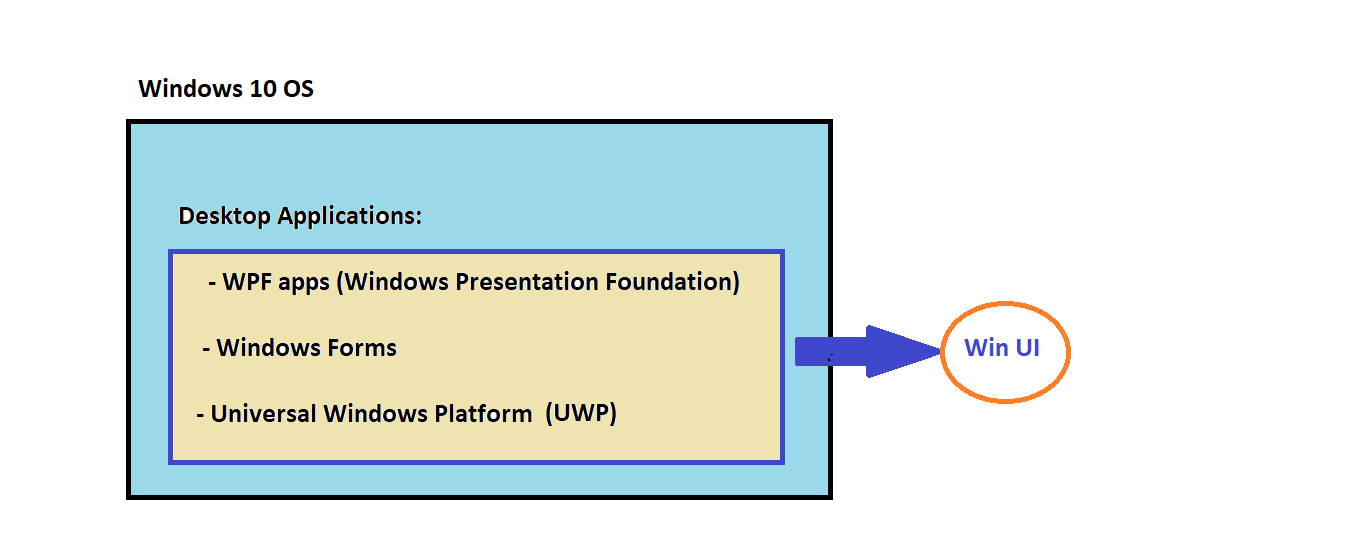 Windows 10 OS
Desktop Applications:
- WPF apps (Windows Presentation Foundation)
- Windows Forms
Win UI
- Universal Windows Platform (UWP)